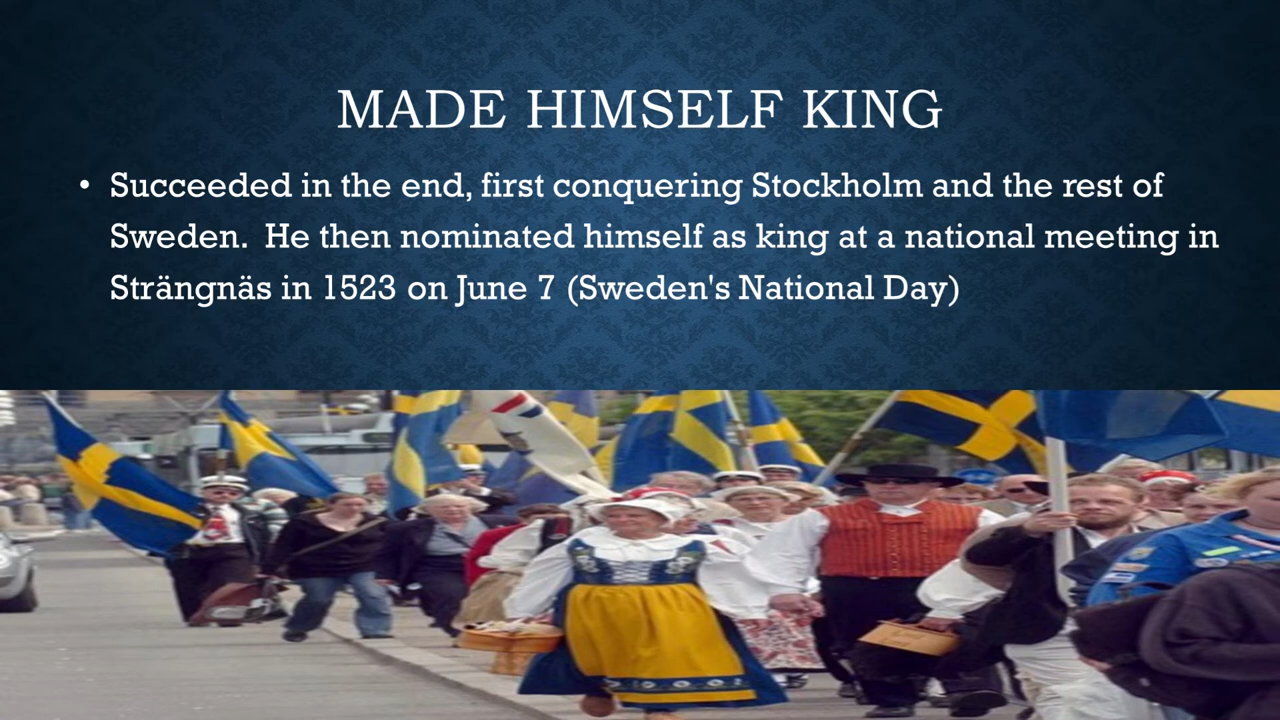 MADE HIMSELF KING
• Succeeded in the end, first conquering Stockholm and the rest of
Sweden.  He then nominated himself as king at a national meeting in
Strängnäs in 1523 on June 7 (Sweden's National Day)